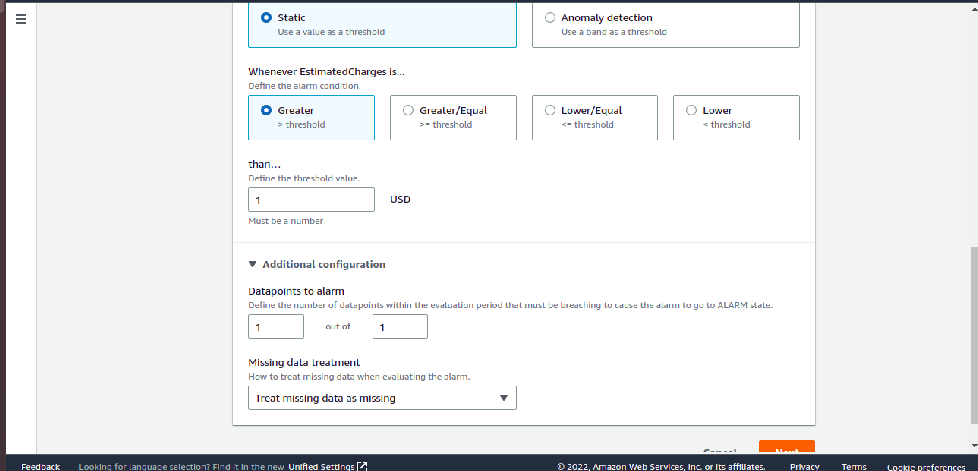 Static
Use a value as a threshold
Anomaly detection
Use a band as a threshold
Whenever EstimatedCharges is...
Define the alarm condition.
Greater
> threshold
Greater/Equal
>= threshold
Lower/Equal
<= threshold
Lower
< threshold
than...
Define the threshold value.
1 USD
Must be a number
Additional configuration
Datapoints to alarm
Define the number of datapoints within the evaluation period that must be breaching to cause the alarm to go to ALARM state.
1 out of 1
Missing data treatment
How to treat missing data when evaluating the alarm.
Treat missing data as missing
Cancel Next
Feedback Looking for language selection? Find it in the new Unified Settings © 2022, Amazon Web Services, Inc. or its affiliates. Privacy Terms Cookie preferences